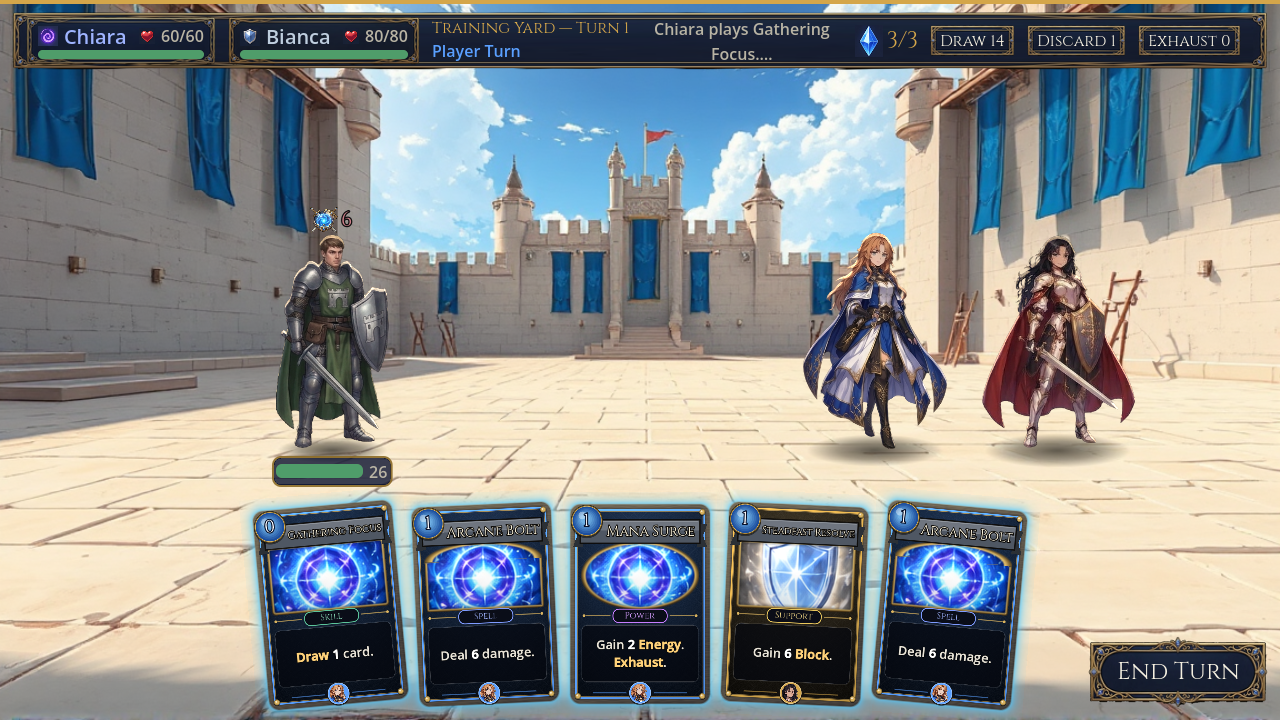 Chiara 60/60
Bianca 80/80
Training Yard — Turn 1
Player Turn
Chiara plays Gathering
Focus....
3/3
Draw 14
Discard 1
Exhaust 0
6
26
0
Gathering Focus
Skill
Draw 1 card.
1
Arcane Bolt
Spell
Deal 6 damage.
1
Mana Surge
Power
Gain 2 Energy.
Exhaust.
1
Steadfast Resolve
Support
Gain 6 Block.
1
Arcane Bolt
Spell
Deal 6 damage.
End Turn